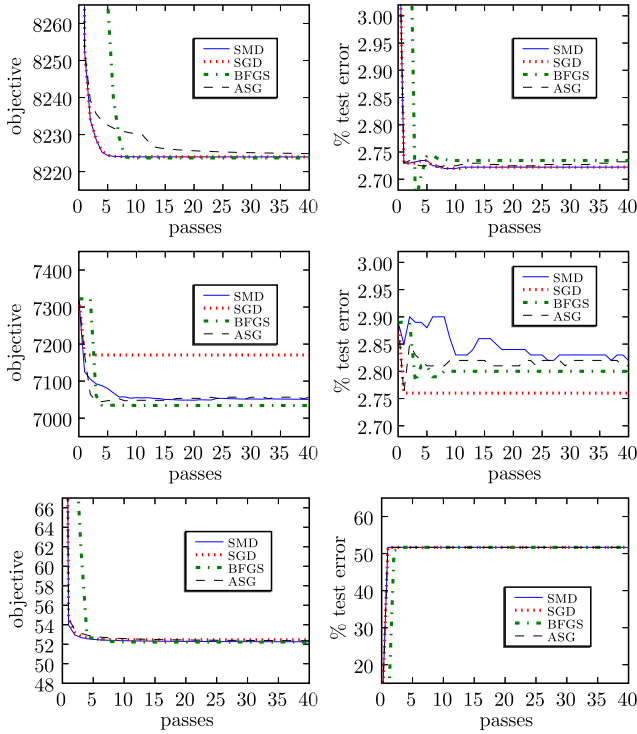 objective
8260
8250
8240
8230
8220
SMD
SGD
BFGS
ASG
0 5 10 15 20 25 30 35 40
passes
% test error
3.00
2.95
2.90
2.85
2.80
2.75
2.70
SMD
SGD
BFGS
ASG
0 5 10 15 20 25 30 35 40
passes
objective
7400
7300
7200
7100
7000
SMD
SGD
BFGS
ASG
0 5 10 15 20 25 30 35 40
passes
% test error
3.00
2.95
2.90
2.85
2.80
2.75
2.70
SMD
SGD
BFGS
ASG
0 5 10 15 20 25 30 35 40
passes
objective
66
64
62
60
58
56
54
52
50
48
SMD
SGD
BFGS
ASG
0 5 10 15 20 25 30 35 40
passes
% test error
60
50
40
30
20
SMD
SGD
BFGS
ASG
0 5 10 15 20 25 30 35 40
passes